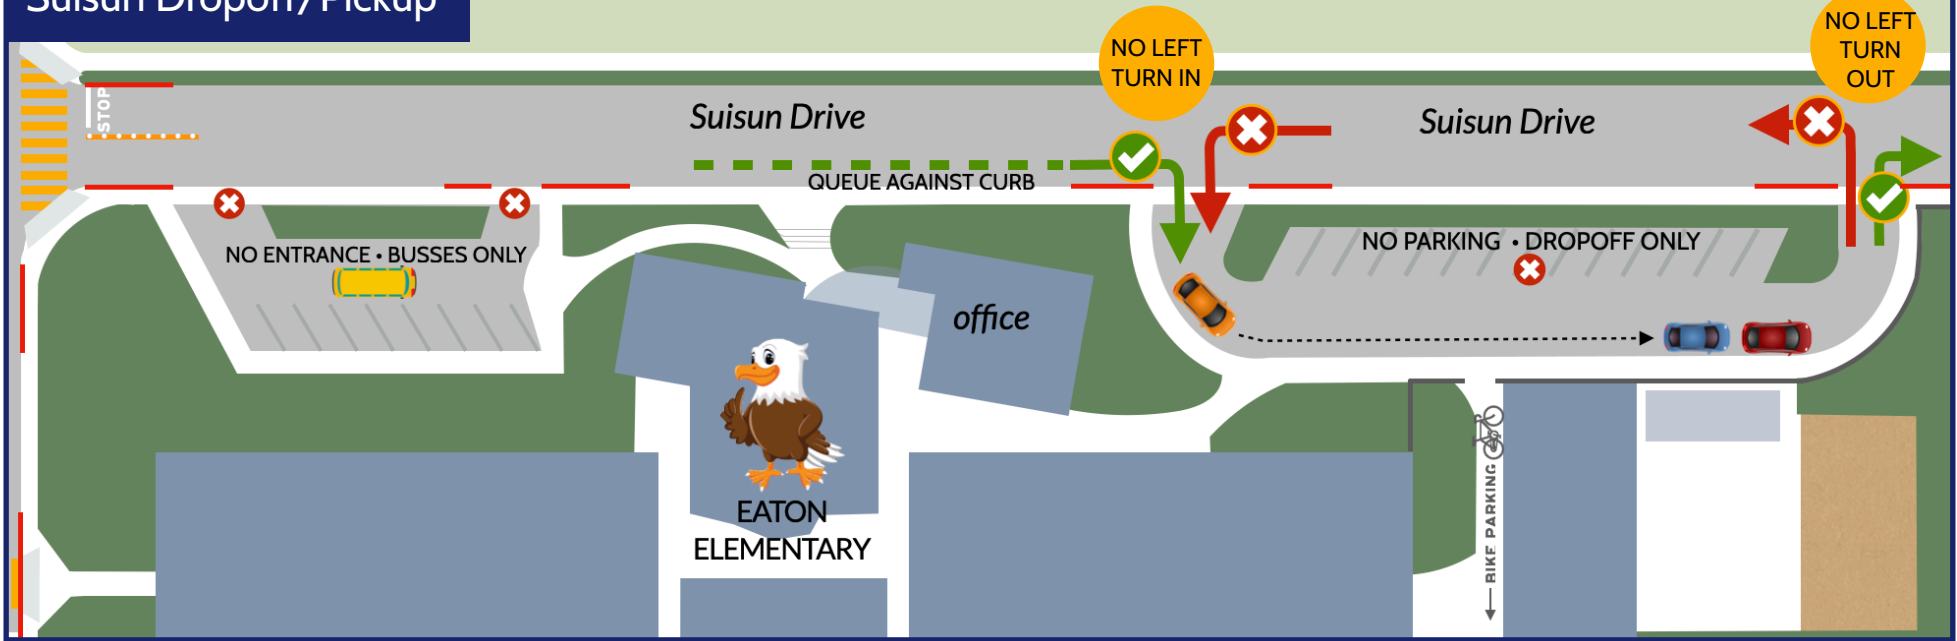 Suisun Dropoff/Pickup
NO LEFT
TURN IN
NO LEFT
TURN
OUT
STOP
Suisun Drive
Suisun Drive
QUEUE AGAINST CURB
NO ENTRANCE • BUSSES ONLY
NO PARKING • DROPOFF ONLY
office
EATON
ELEMENTARY
BIKE PARKING